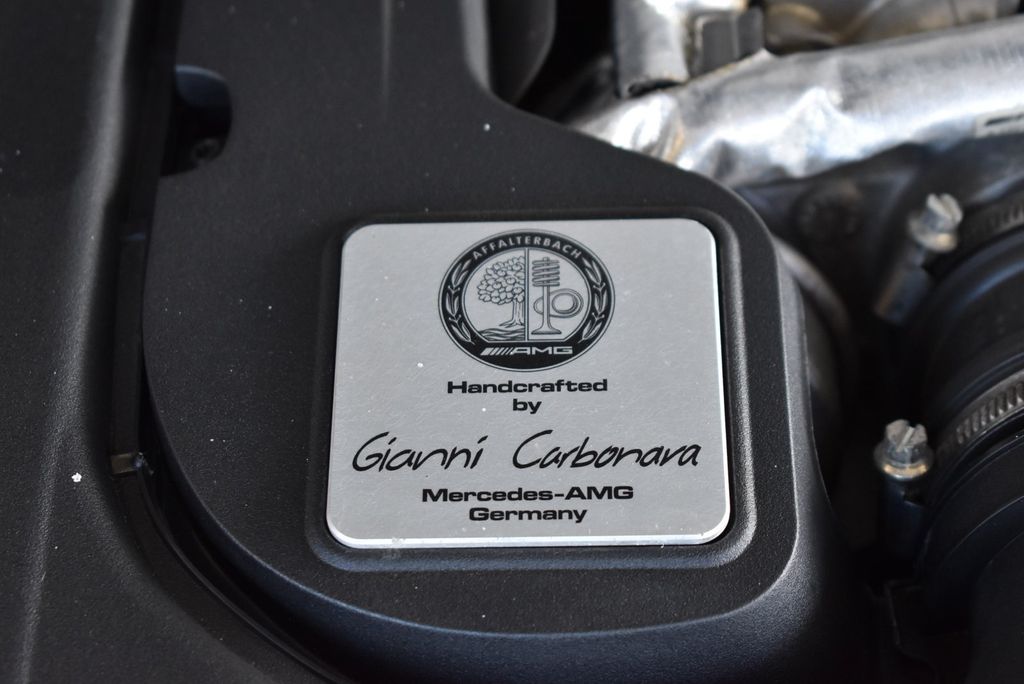 AFFALTERBACH
AMG
Handcrafted
by
Gianni Carbonara
Mercedes-AMG
Germany